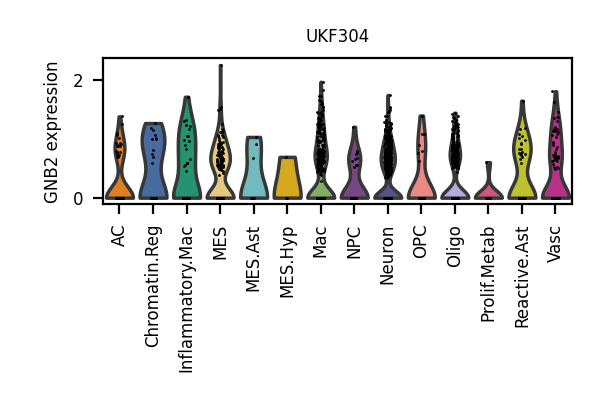 UKF304
GNB2 expression
2
0
AC
Chromatin.Reg
Inflammatory.Mac
MES
MES.Ast
MES.Hyp
Mac
NPC
Neuron
OPC
Oligo
Prolif.Metab
Reactive.Ast
Vasc